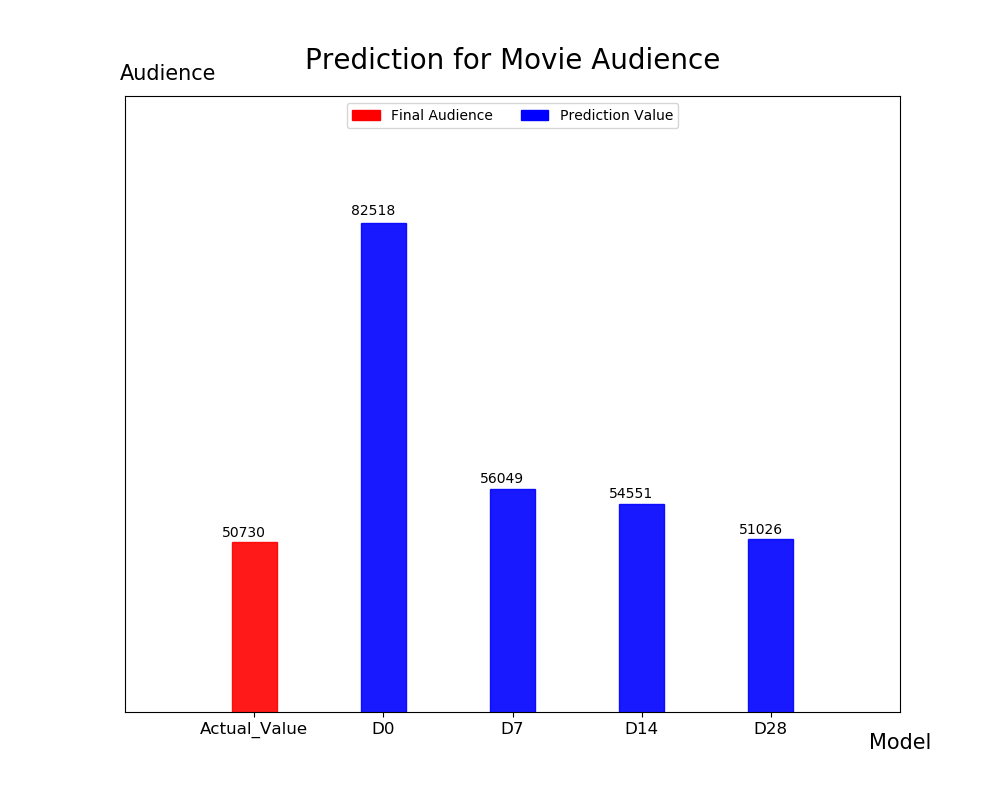 Prediction for Movie Audience
Audience
Final Audience Prediction Value
82518
56049
54551
51026
50730
Actual_Value D0 D7 D14 D28
Model